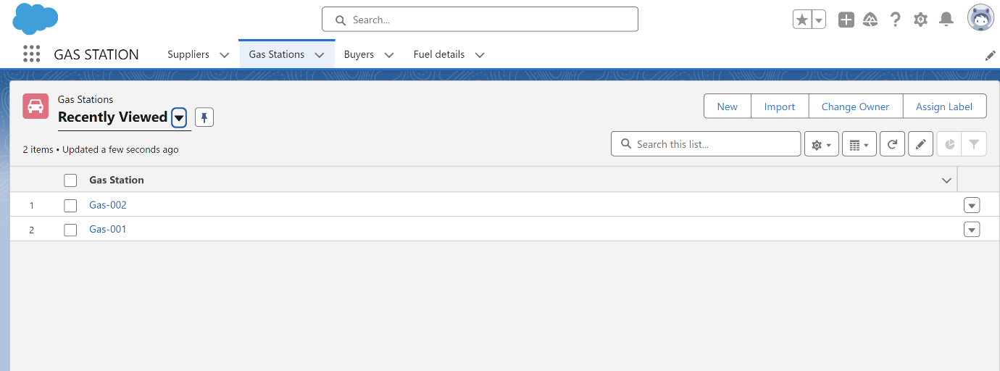 Search...
GAS STATION
Suppliers
Gas Stations
Buyers
Fuel details
Gas Stations
Recently Viewed
New
Import
Change Owner
Assign Label
2 items • Updated a few seconds ago
Search this list...
Gas Station
1 Gas-002
2 Gas-001